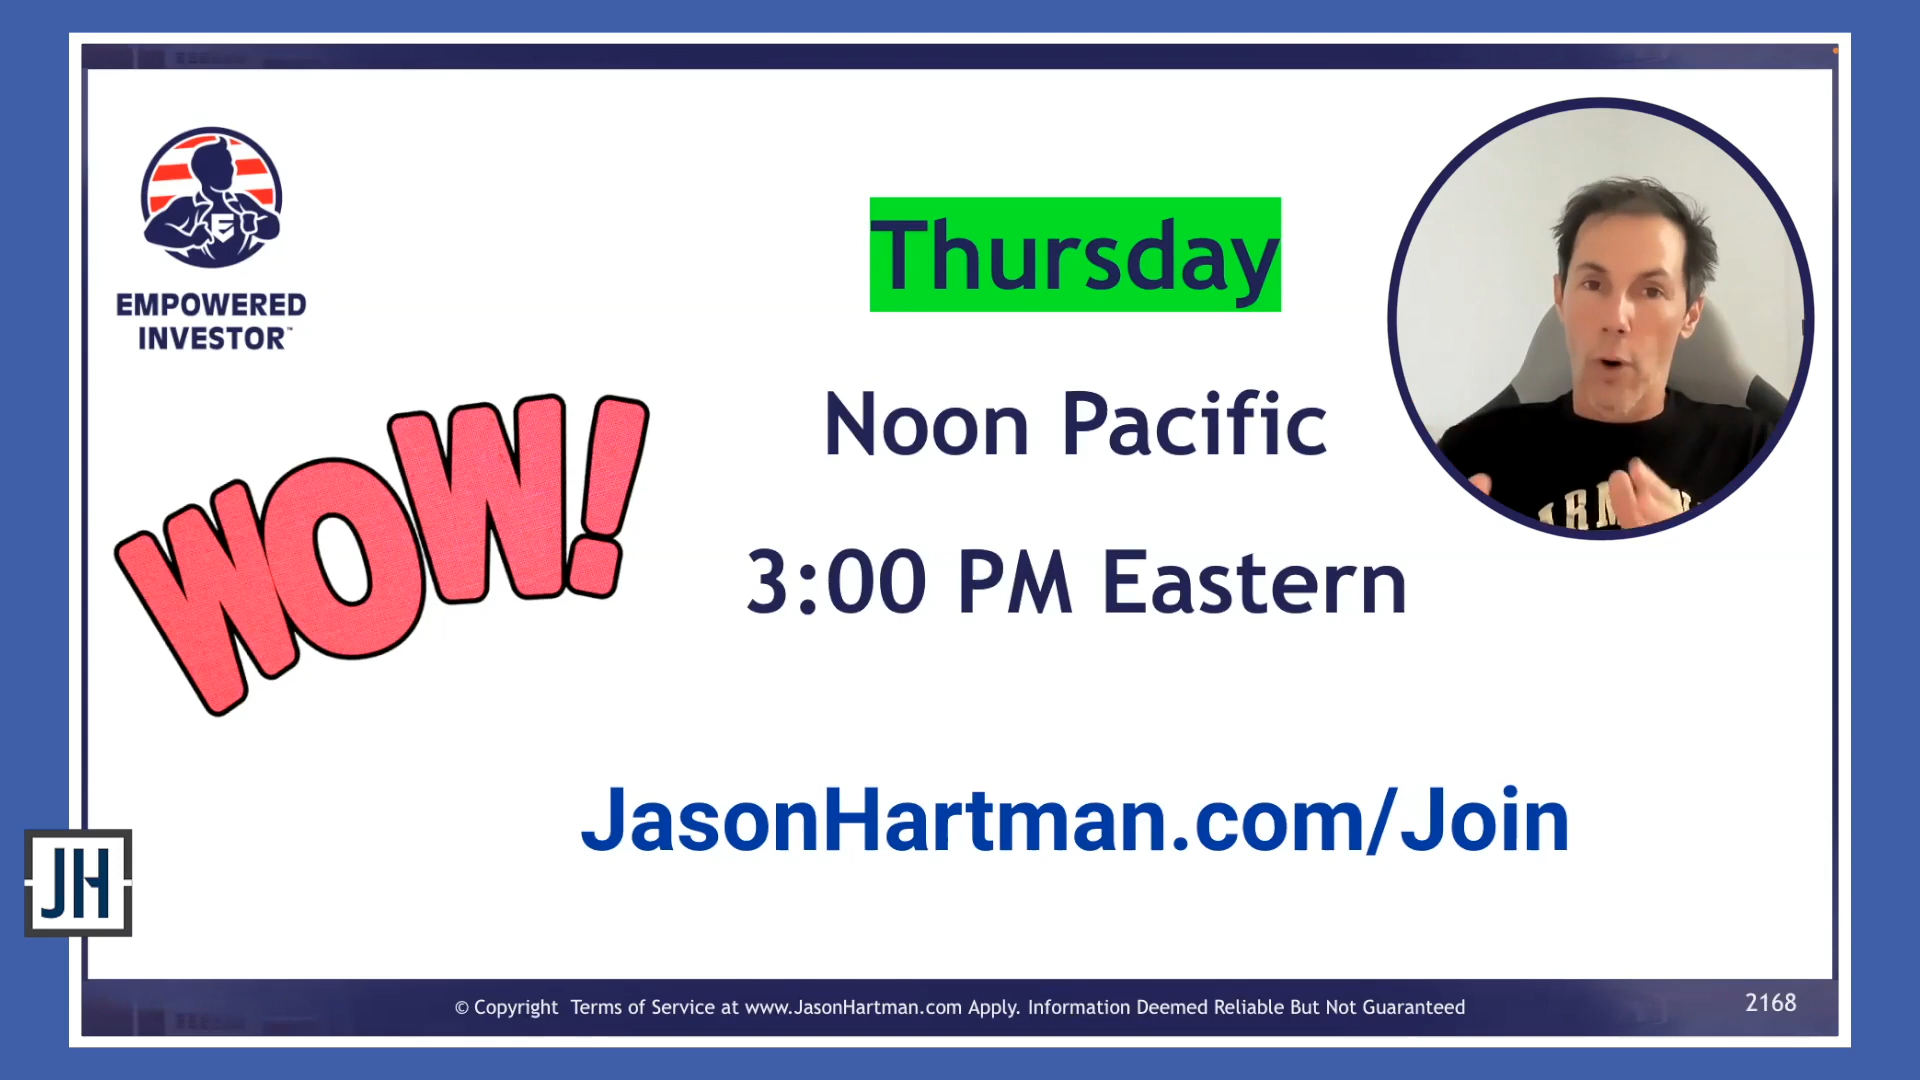 EMPOWERED
INVESTOR™
Thursday
Noon Pacific
3:00 PM Eastern
WOW!
JasonHartman.com/Join
JH
© Copyright Terms of Service at www.JasonHartman.com Apply. Information Deemed Reliable But Not Guaranteed
2168